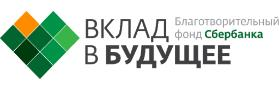 ВКЛАД
В БУДУЩЕЕ
Благотворительный
фонд Сбербанка